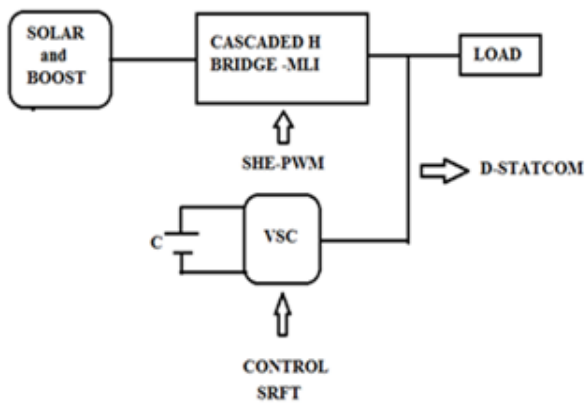 SOLAR
and
BOOST
CASCADED H
BRIDGE -MLI
LOAD
SHE-PWM
D-STATCOM
C
VSC
CONTROL
SRFT